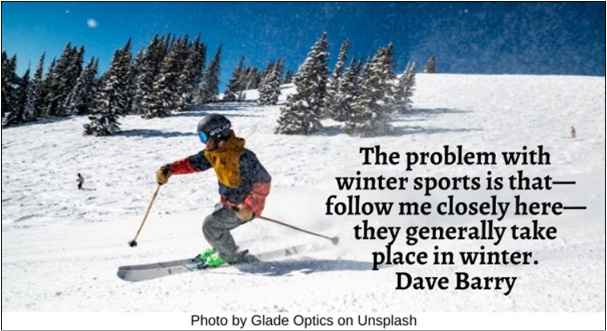 The problem with
winter sports is that—
follow me closely here—
they generally take
place in winter.
Dave Barry
Photo by Glade Optics on Unsplash